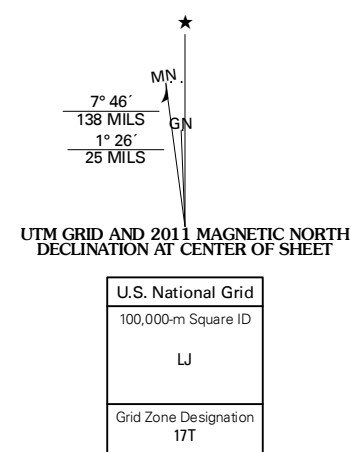 ★
MN
7° 46´
138 MILS
GN
1° 26´
25 MILS
UTM GRID AND 2011 MAGNETIC NORTH
DECLINATION AT CENTER OF SHEET
U.S. National Grid
100,000-m Square ID
LJ
Grid Zone Designation
17T